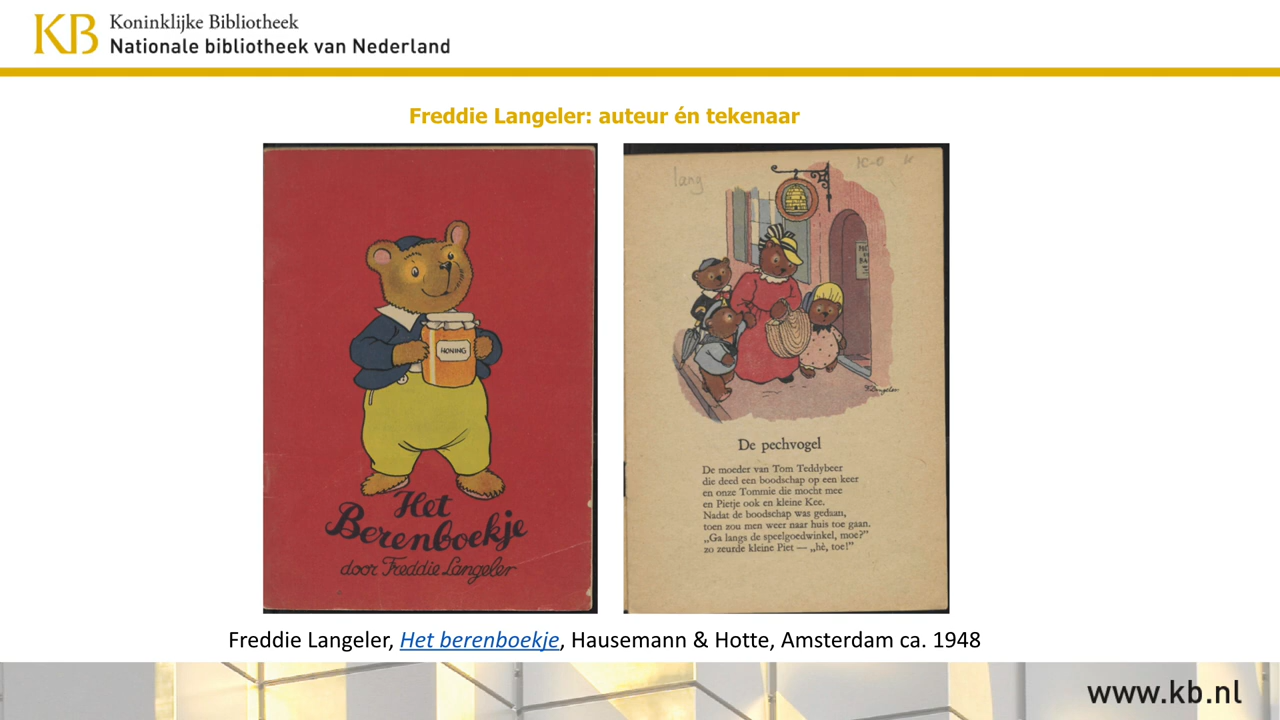 KB Koninklijke Bibliotheek
Nationale bibliotheek van Nederland
Freddie Langeler: auteur én tekenaar
HONING
Het
Berenboekje
door Freddie Langeler
lang
F. Langeler
De pechvogel
De moeder van Tom Teddybeer
die deed een boodschap op een keer
en onze Tommie die mocht mee
en Pietje ook en kleine Kee.
Nadat de boodschap was gedaan,
toen zou men weer naar huis toe gaan.
„Ga langs de speelgoedwinkel, moe?”
zo zeurde kleine Piet — „hè, toe!”
Freddie Langeler, Het berenboekje, Hausemann & Hotte, Amsterdam ca. 1948
www.kb.nl